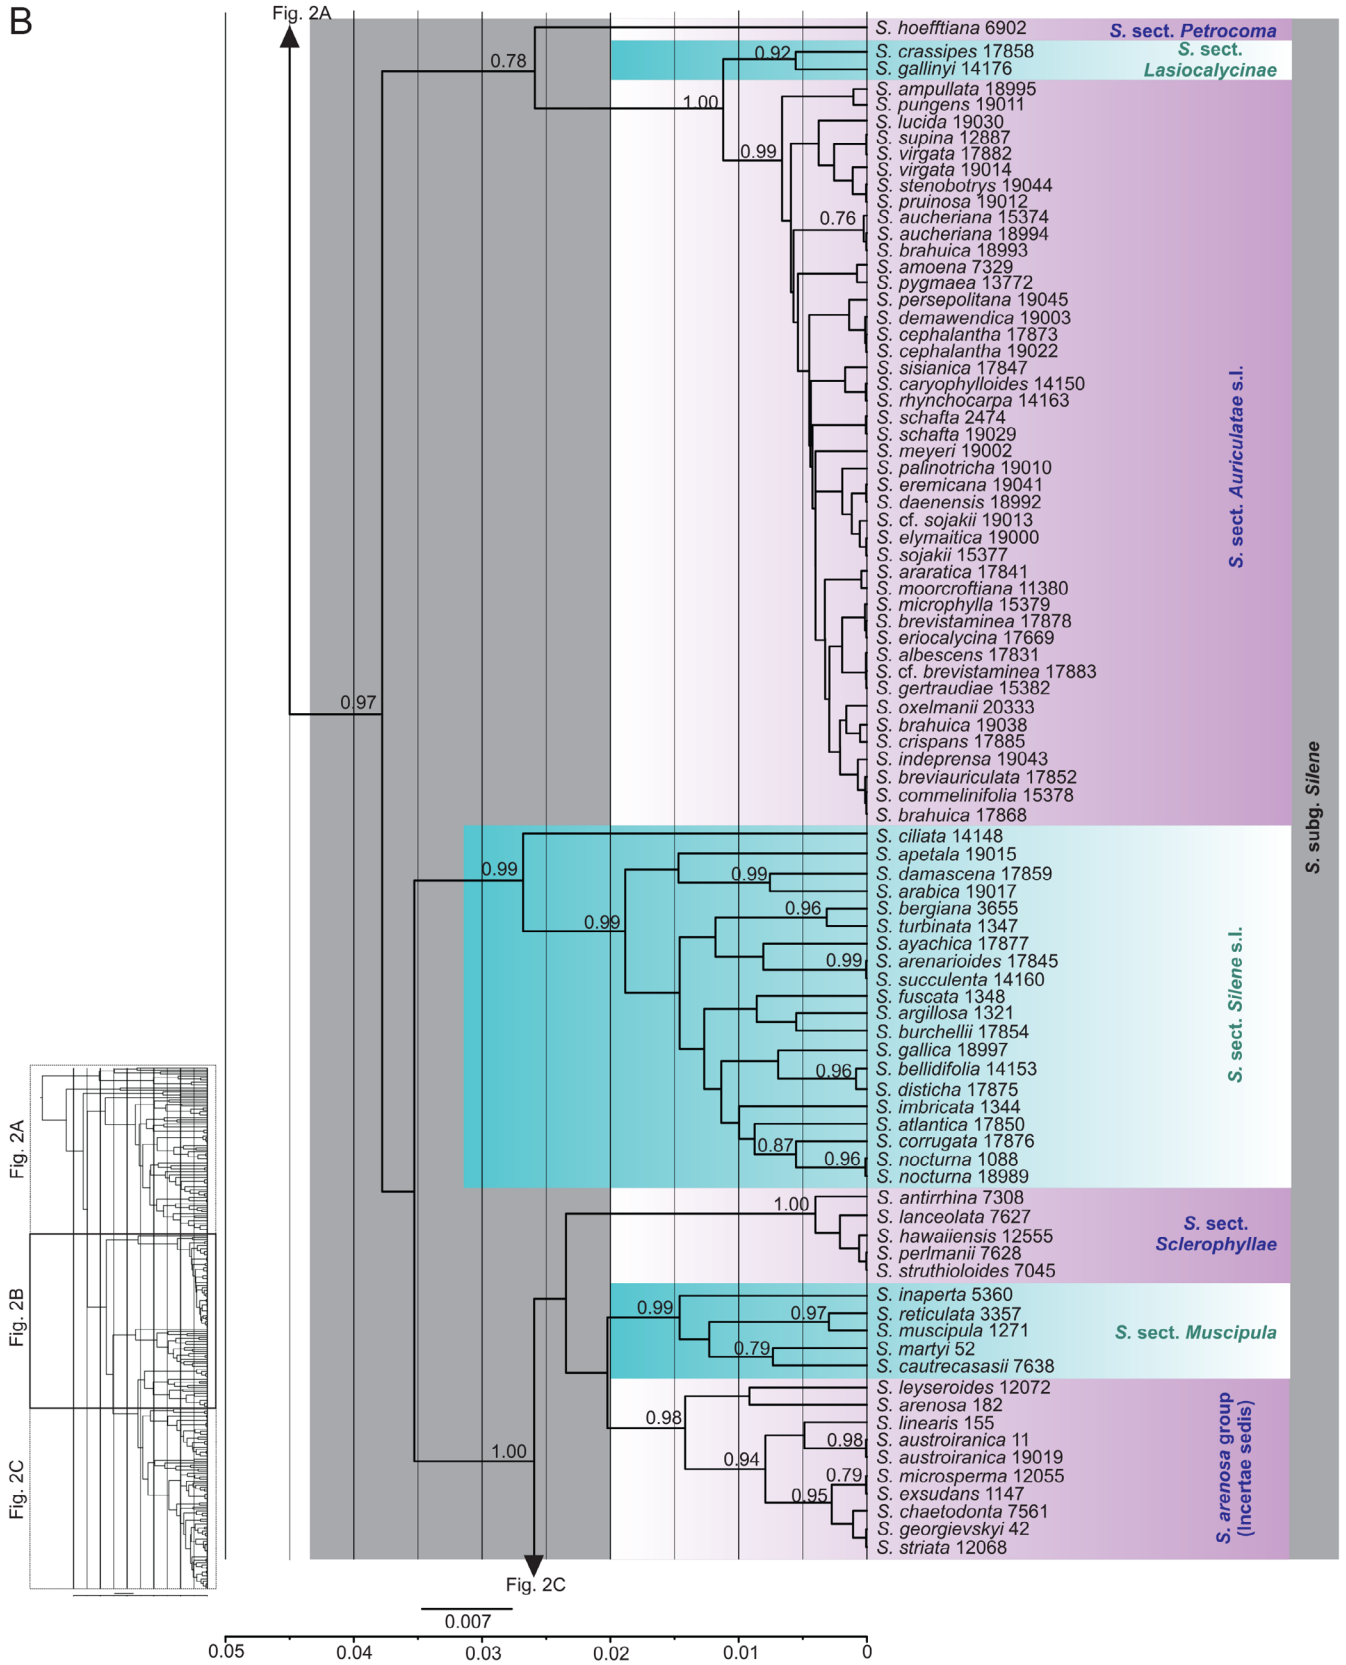 B
Fig. 2A
S. hoefftiana 6902
S. sect. Petrocoma
S. crassipes 17858
S. gallinyi 14176
S. sect.
Lasiocalycinae
S. ampullata 18995
S. pungens 19011
S. lucida 19030
S. supina 12887
S. virgata 17882
S. virgata 19014
S. stenobotrys 19044
S. pruinosa 19012
S. aucheriana 15374
S. aucheriana 18994
S. brahuica 18993
S. amoena 7329
S. pygmaea 13772
S. persepolitana 19045
S. demawendica 19003
S. cephalantha 17873
S. cephalantha 19022
S. sisianica 17847
S. caryophylloides 14150
S. rhynchocarpa 14163
S. schafta 2474
S. schafta 19029
S. meyeri 19002
S. palinotricha 19010
S. eremicana 19041
S. daenensis 18992
S. cf. sojakii 19013
S. elymaitica 19000
S. sojakii 15377
S. araratica 17841
S. moorcroftiana 11380
S. microphylla 15379
S. brevistaminea 17878
S. eriocalycina 17669
S. albescens 17831
S. cf. brevistaminea 17883
S. gertraudiae 15382
S. oxelmanii 20333
S. brahuica 19038
S. crispans 17885
S. indeprensa 19043
S. breviauriculata 17852
S. commelinifolia 15378
S. brahuica 17868
S. sect. Auriculatae s.l.
S. ciliata 14148
S. apetala 19015
S. damascena 17859
S. arabica 19017
S. bergiana 3655
S. turbinata 1347
S. ayachica 17877
S. arenarioides 17845
S. succulenta 14160
S. fuscata 1348
S. argillosa 1321
S. burchellii 17854
S. gallica 18997
S. bellidifolia 14153
S. disticha 17875
S. imbricata 1344
S. atlantica 17850
S. corrugata 17876
S. nocturna 1088
S. nocturna 18989
S. sect. Silene s.l.
S. antirrhina 7308
S. lanceolata 7627
S. hawaiiensis 12555
S. perlmanii 7628
S. struthioloides 7045
S. sect.
Sclerophyllae
S. inaperta 5360
S. reticulata 3357
S. muscipula 1271
S. martyi 52
S. cautrecasasii 7638
S. sect. Muscipula
S. leyseroides 12072
S. arenosa 182
S. linearis 155
S. austroiranica 11
S. austroiranica 19019
S. microsperma 12055
S. exsudans 1147
S. chaetodonta 7561
S. georgievskyi 42
S. striata 12068
S. arenosa group
(Incertae sedis)
S. subg. Silene
0.78
0.92
1.00
0.99
0.76
0.97
0.99
0.99
0.99
0.96
0.99
0.96
0.87
0.96
1.00
0.99
0.97
0.79
0.98
0.94
0.98
0.79
0.95
1.00
Fig. 2A
Fig. 2B
Fig. 2C
Fig. 2C
0.007
0.05
0.04
0.03
0.02
0.01
0